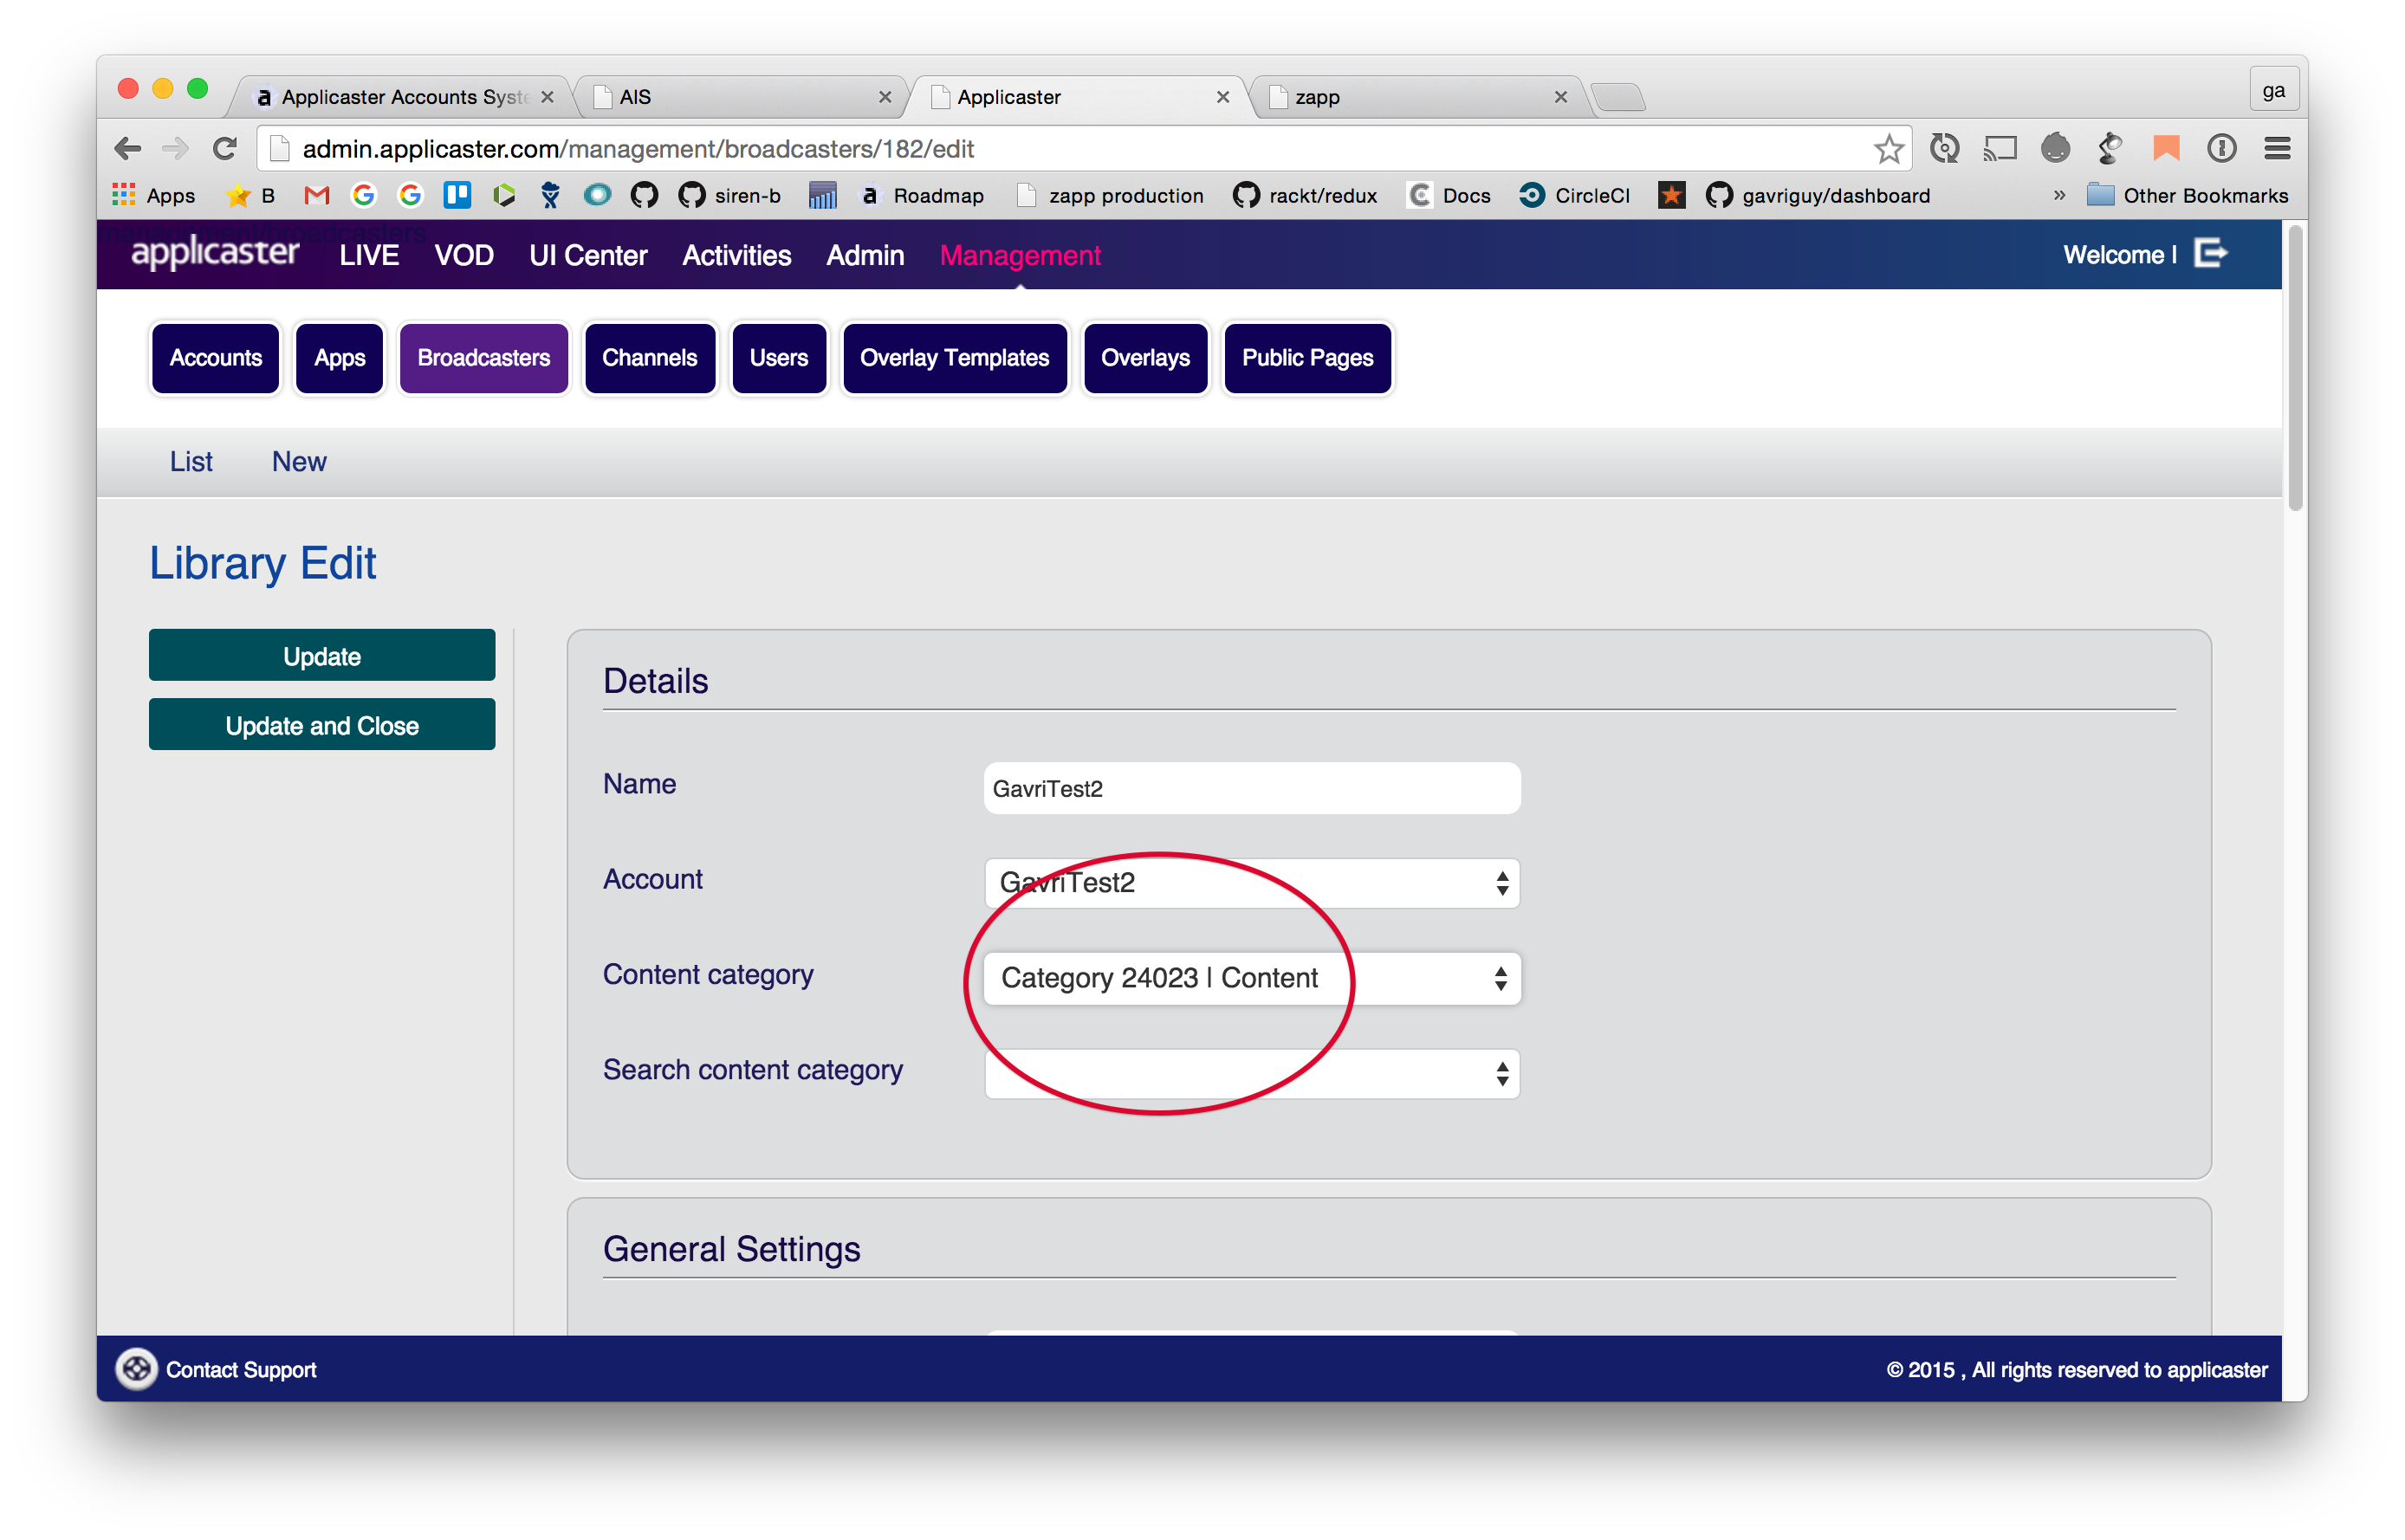 Applicaster Accounts Syste
AIS
Applicaster
zapp
ga
admin.applicaster.com/management/broadcasters/182/edit
Apps
B
siren-b
a Roadmap
zapp production
rackt/redux
Docs
CircleCI
gavriguy/dashboard
»
Other Bookmarks
management/broadcasters
applicaster
LIVE
VOD
UI Center
Activities
Admin
Management
Welcome I
Accounts
Apps
Broadcasters
Channels
Users
Overlay Templates
Overlays
Public Pages
List
New
Library Edit
Update
Update and Close
Details
Name
GavriTest2
Account
GavriTest2
Content category
Category 24023 | Content
Search content category
General Settings
Contact Support
© 2015 , All rights reserved to applicaster